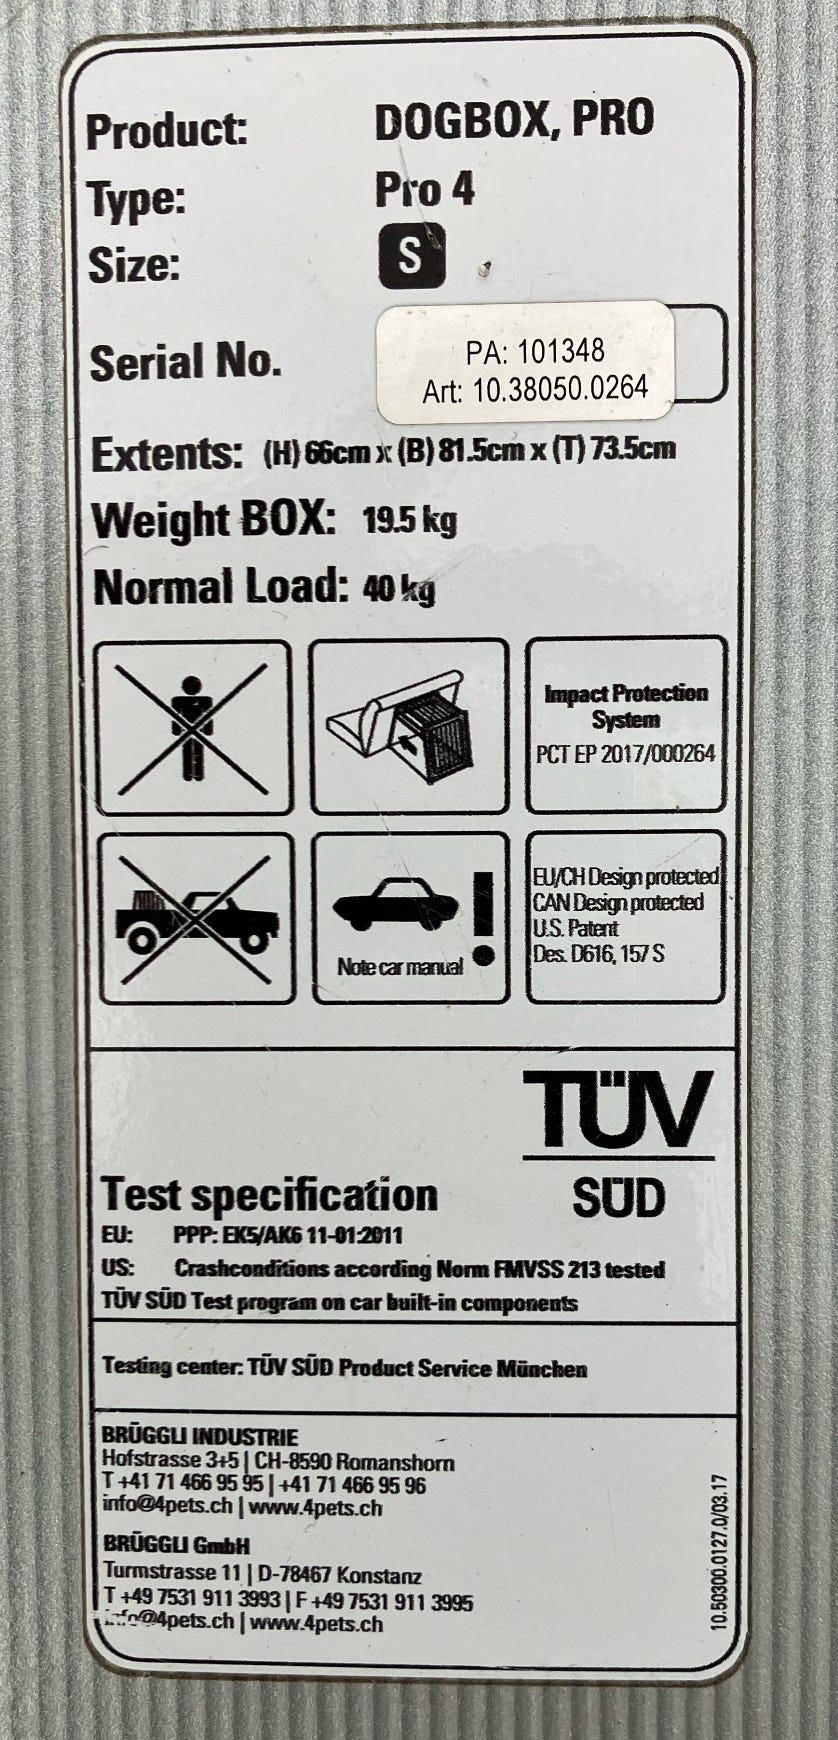 Product: DOGBOX, PRO
Type: Pro 4
Size: S
Serial No.
PA: 101348
Art: 10.38050.0264
Extents: (H) 66cm x (B) 81.5cm x (T) 73.5cm
Weight BOX: 19.5 kg
Normal Load: 40 kg
Impact Protection
System
PCT EP 2017/000264
Note car manual
EU/CH Design protected
CAN Design protected
U.S. Patent
Des. D616, 157 S
TÜV
SÜD
Test specification
EU: PPP: EK5/AK6 11-01:2011
US: Crashconditions according Norm FMVSS 213 tested
TÜV SÜD Test program on car built-in components
Testing center: TÜV SÜD Product Service München
BRÜGGLI INDUSTRIE
Hofstrasse 3+5 | CH-8590 Romanshorn
T +41 71 466 95 95 | +41 71 466 95 96
info@4pets.ch | www.4pets.ch
BRÜGGLI GmbH
Turmstrasse 11 | D-78467 Konstanz
T +49 7531 911 3993 | F +49 7531 911 3995
info@4pets.ch | www.4pets.ch
10.50300.0127.0/03.17